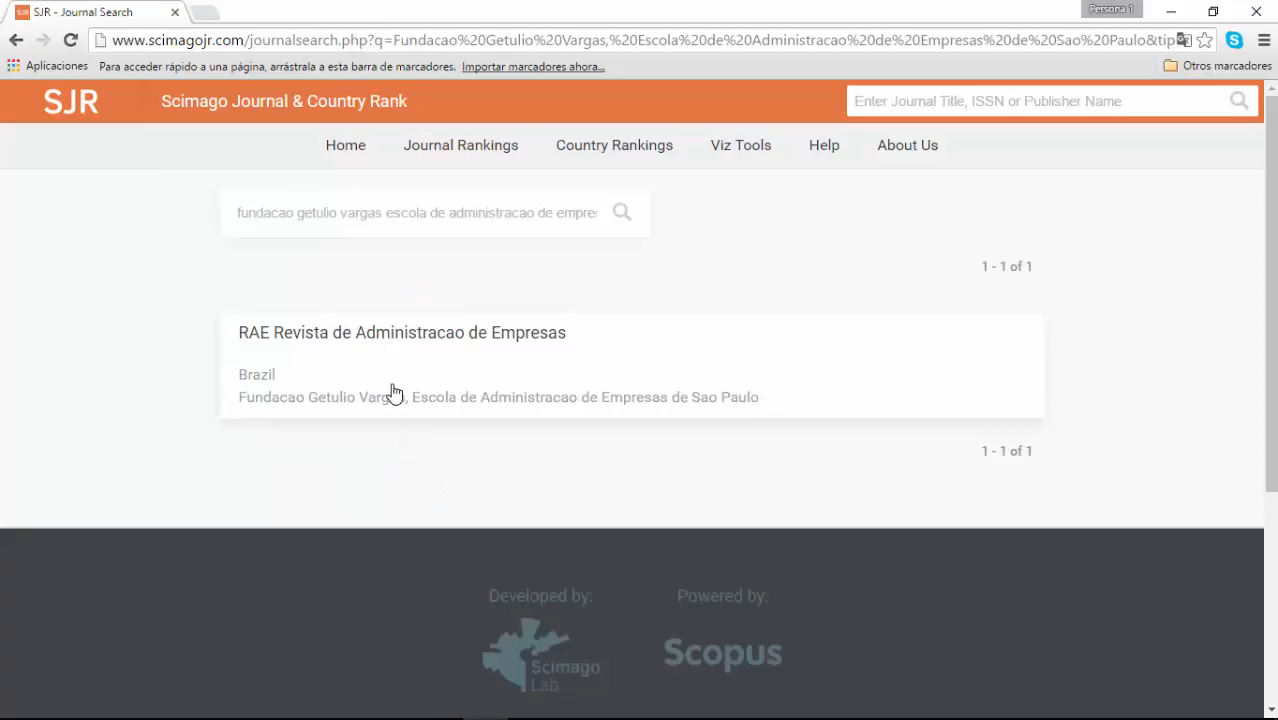 SJR - Journal Search
Persona 1
www.scimagojr.com/journalsearch.php?q=Fundacao%20Getulio%20Vargas,%20Escola%20de%20Administracao%20de%20Empresas%20de%20Sao%20Paulo&tip
Aplicaciones
Para acceder rápido a una página, arrástrala a esta barra de marcadores. Importar marcadores ahora...
Otros marcadores
SJR
Scimago Journal & Country Rank
Enter Journal Title, ISSN or Publisher Name
Home
Journal Rankings
Country Rankings
Viz Tools
Help
About Us
fundacao getulio vargas escola de administracao de empre
1 - 1 of 1
RAE Revista de Administracao de Empresas
Brazil
Fundacao Getulio Vargas, Escola de Administracao de Empresas de Sao Paulo
1 - 1 of 1
Developed by:
Powered by:
Scimago
Lab
Scopus